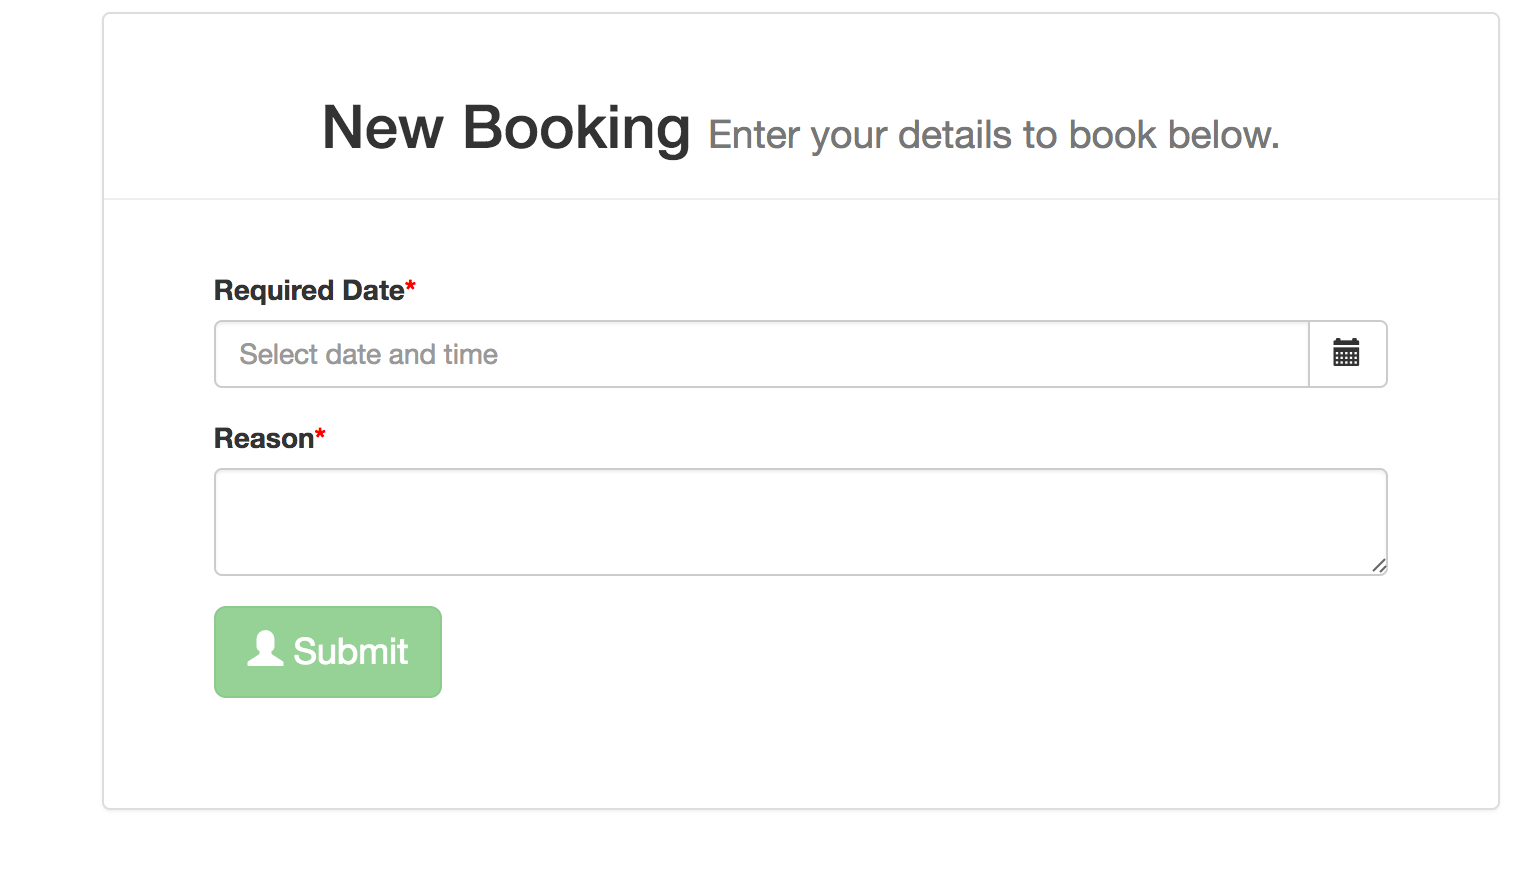 New Booking Enter your details to book below.
Required Date*
Select date and time
Reason*
Submit